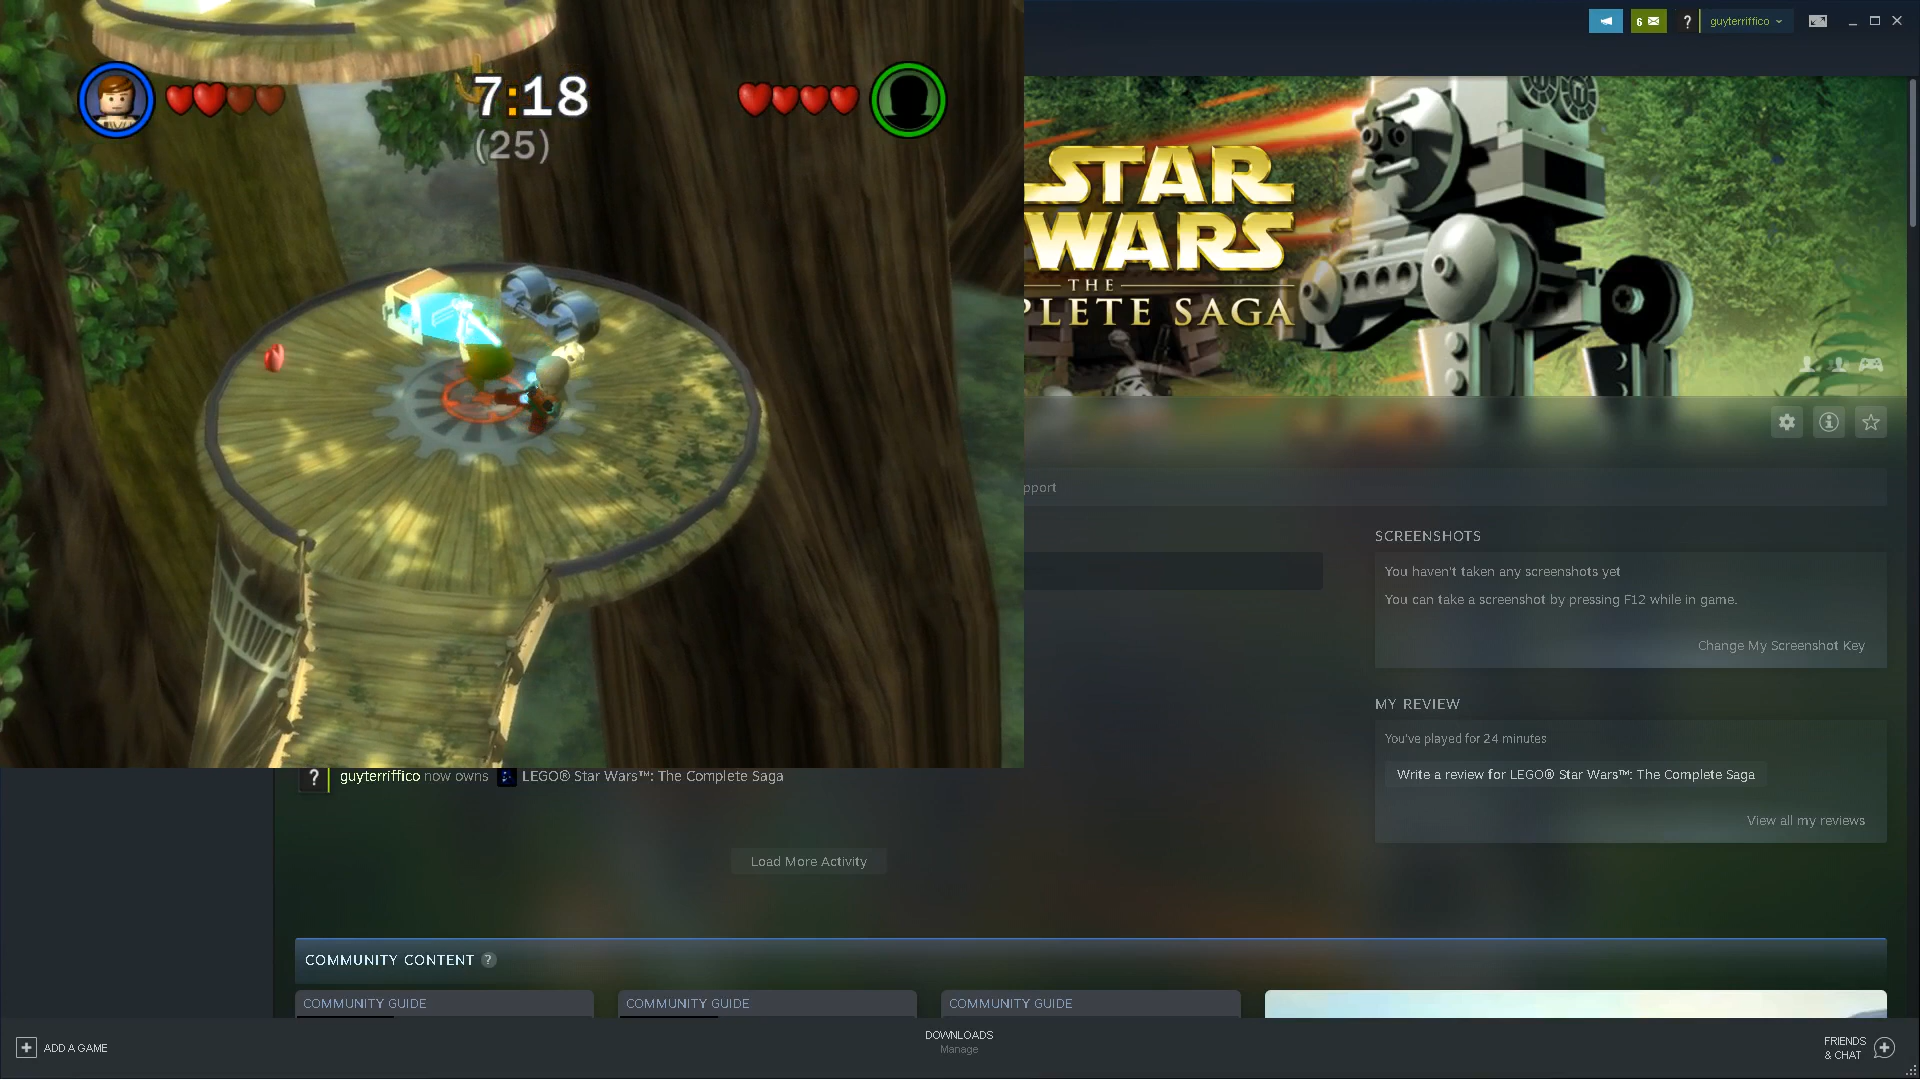 7:18
(25)
6
?
guyterriffico
STAR
WARS
THE
PLETE SAGA
pport
SCREENSHOTS
You haven't taken any screenshots yet
You can take a screenshot by pressing F12 while in game.
Change My Screenshot Key
MY REVIEW
You've played for 24 minutes
Write a review for LEGO® Star Wars™: The Complete Saga
View all my reviews
? guyterriffico now owns LEGO® Star Wars™: The Complete Saga
Load More Activity
COMMUNITY CONTENT ?
COMMUNITY GUIDE
COMMUNITY GUIDE
COMMUNITY GUIDE
ADD A GAME
DOWNLOADS
Manage
FRIENDS
& CHAT